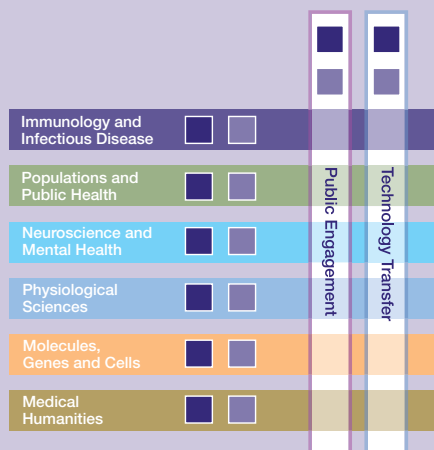 Immunology and
Infectious Disease
Populations and
Public Health
Neuroscience and
Mental Health
Physiological
Sciences
Molecules,
Genes and Cells
Medical
Humanities
Public Engagement
Technology Transfer